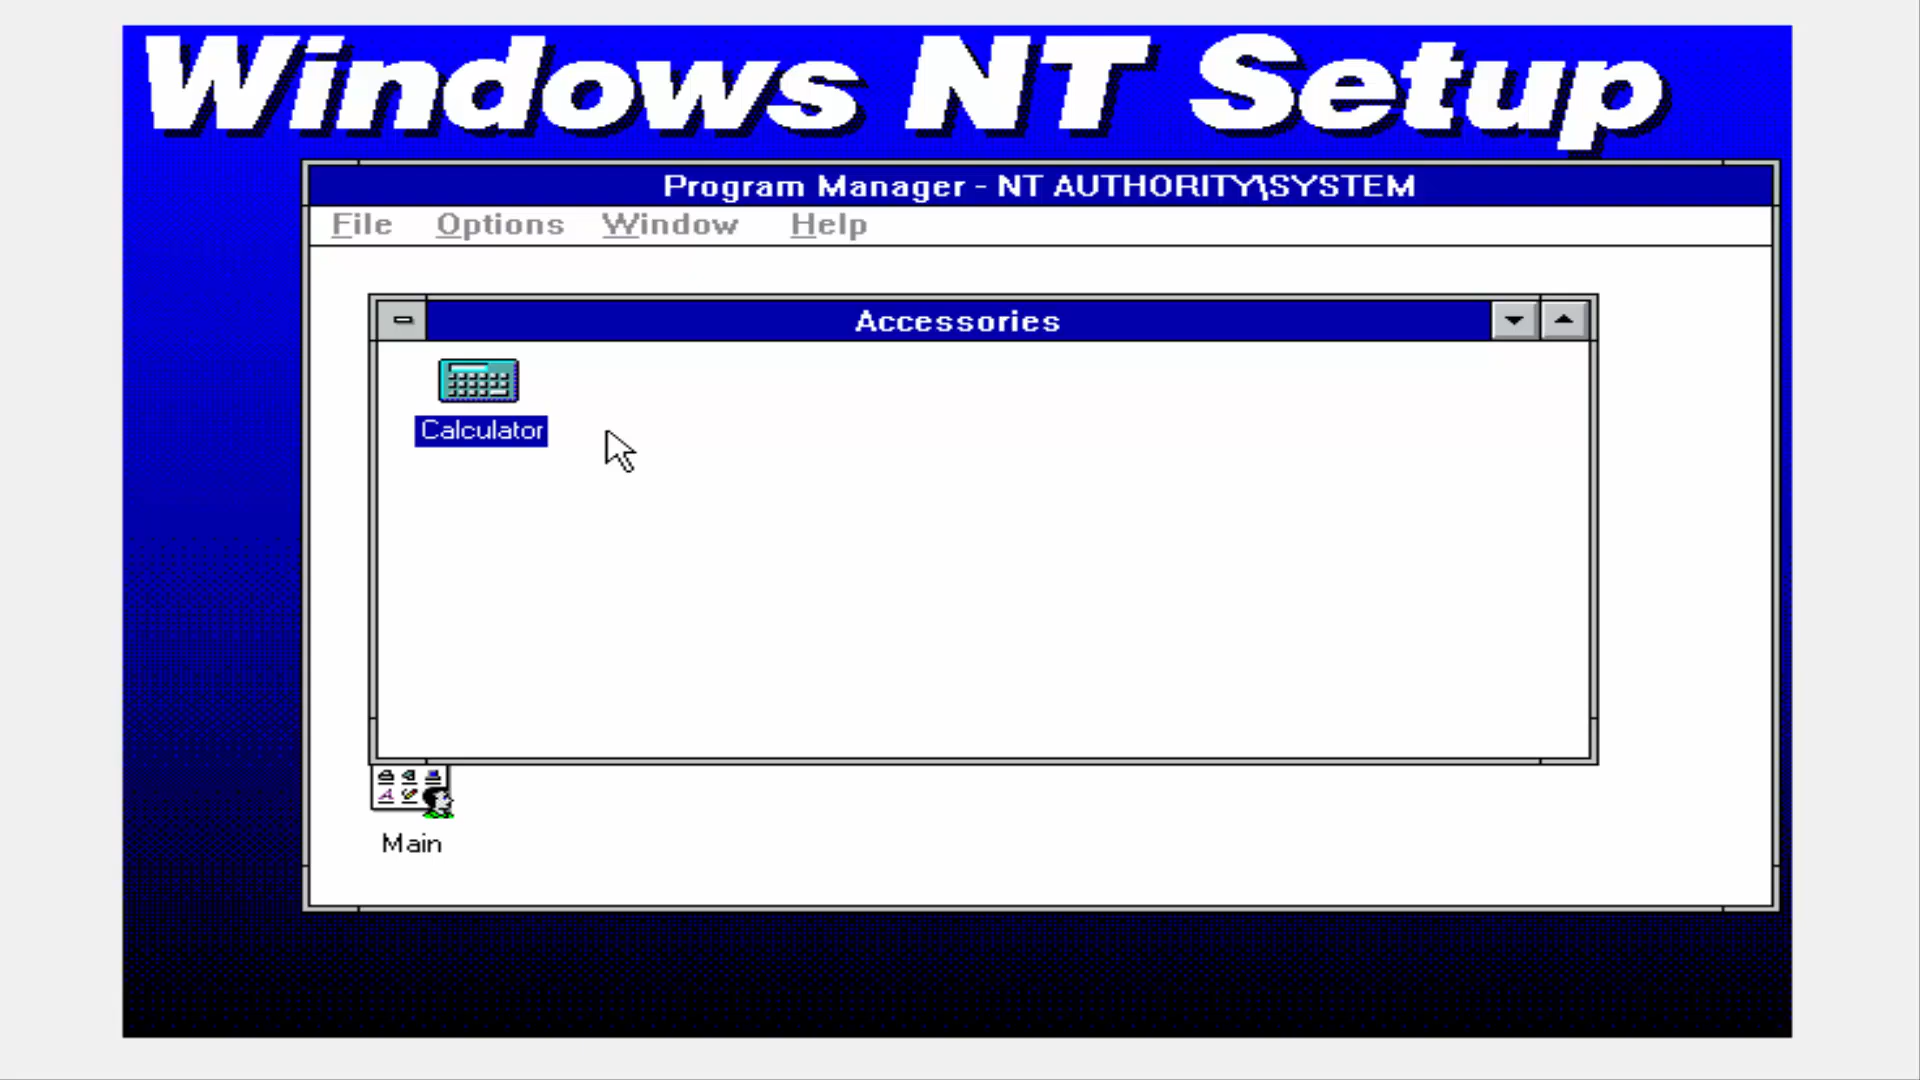 Windows NT Setup
Program Manager - NT AUTHORITY\SYSTEM
File Options Window Help
Accessories
Calculator
Main